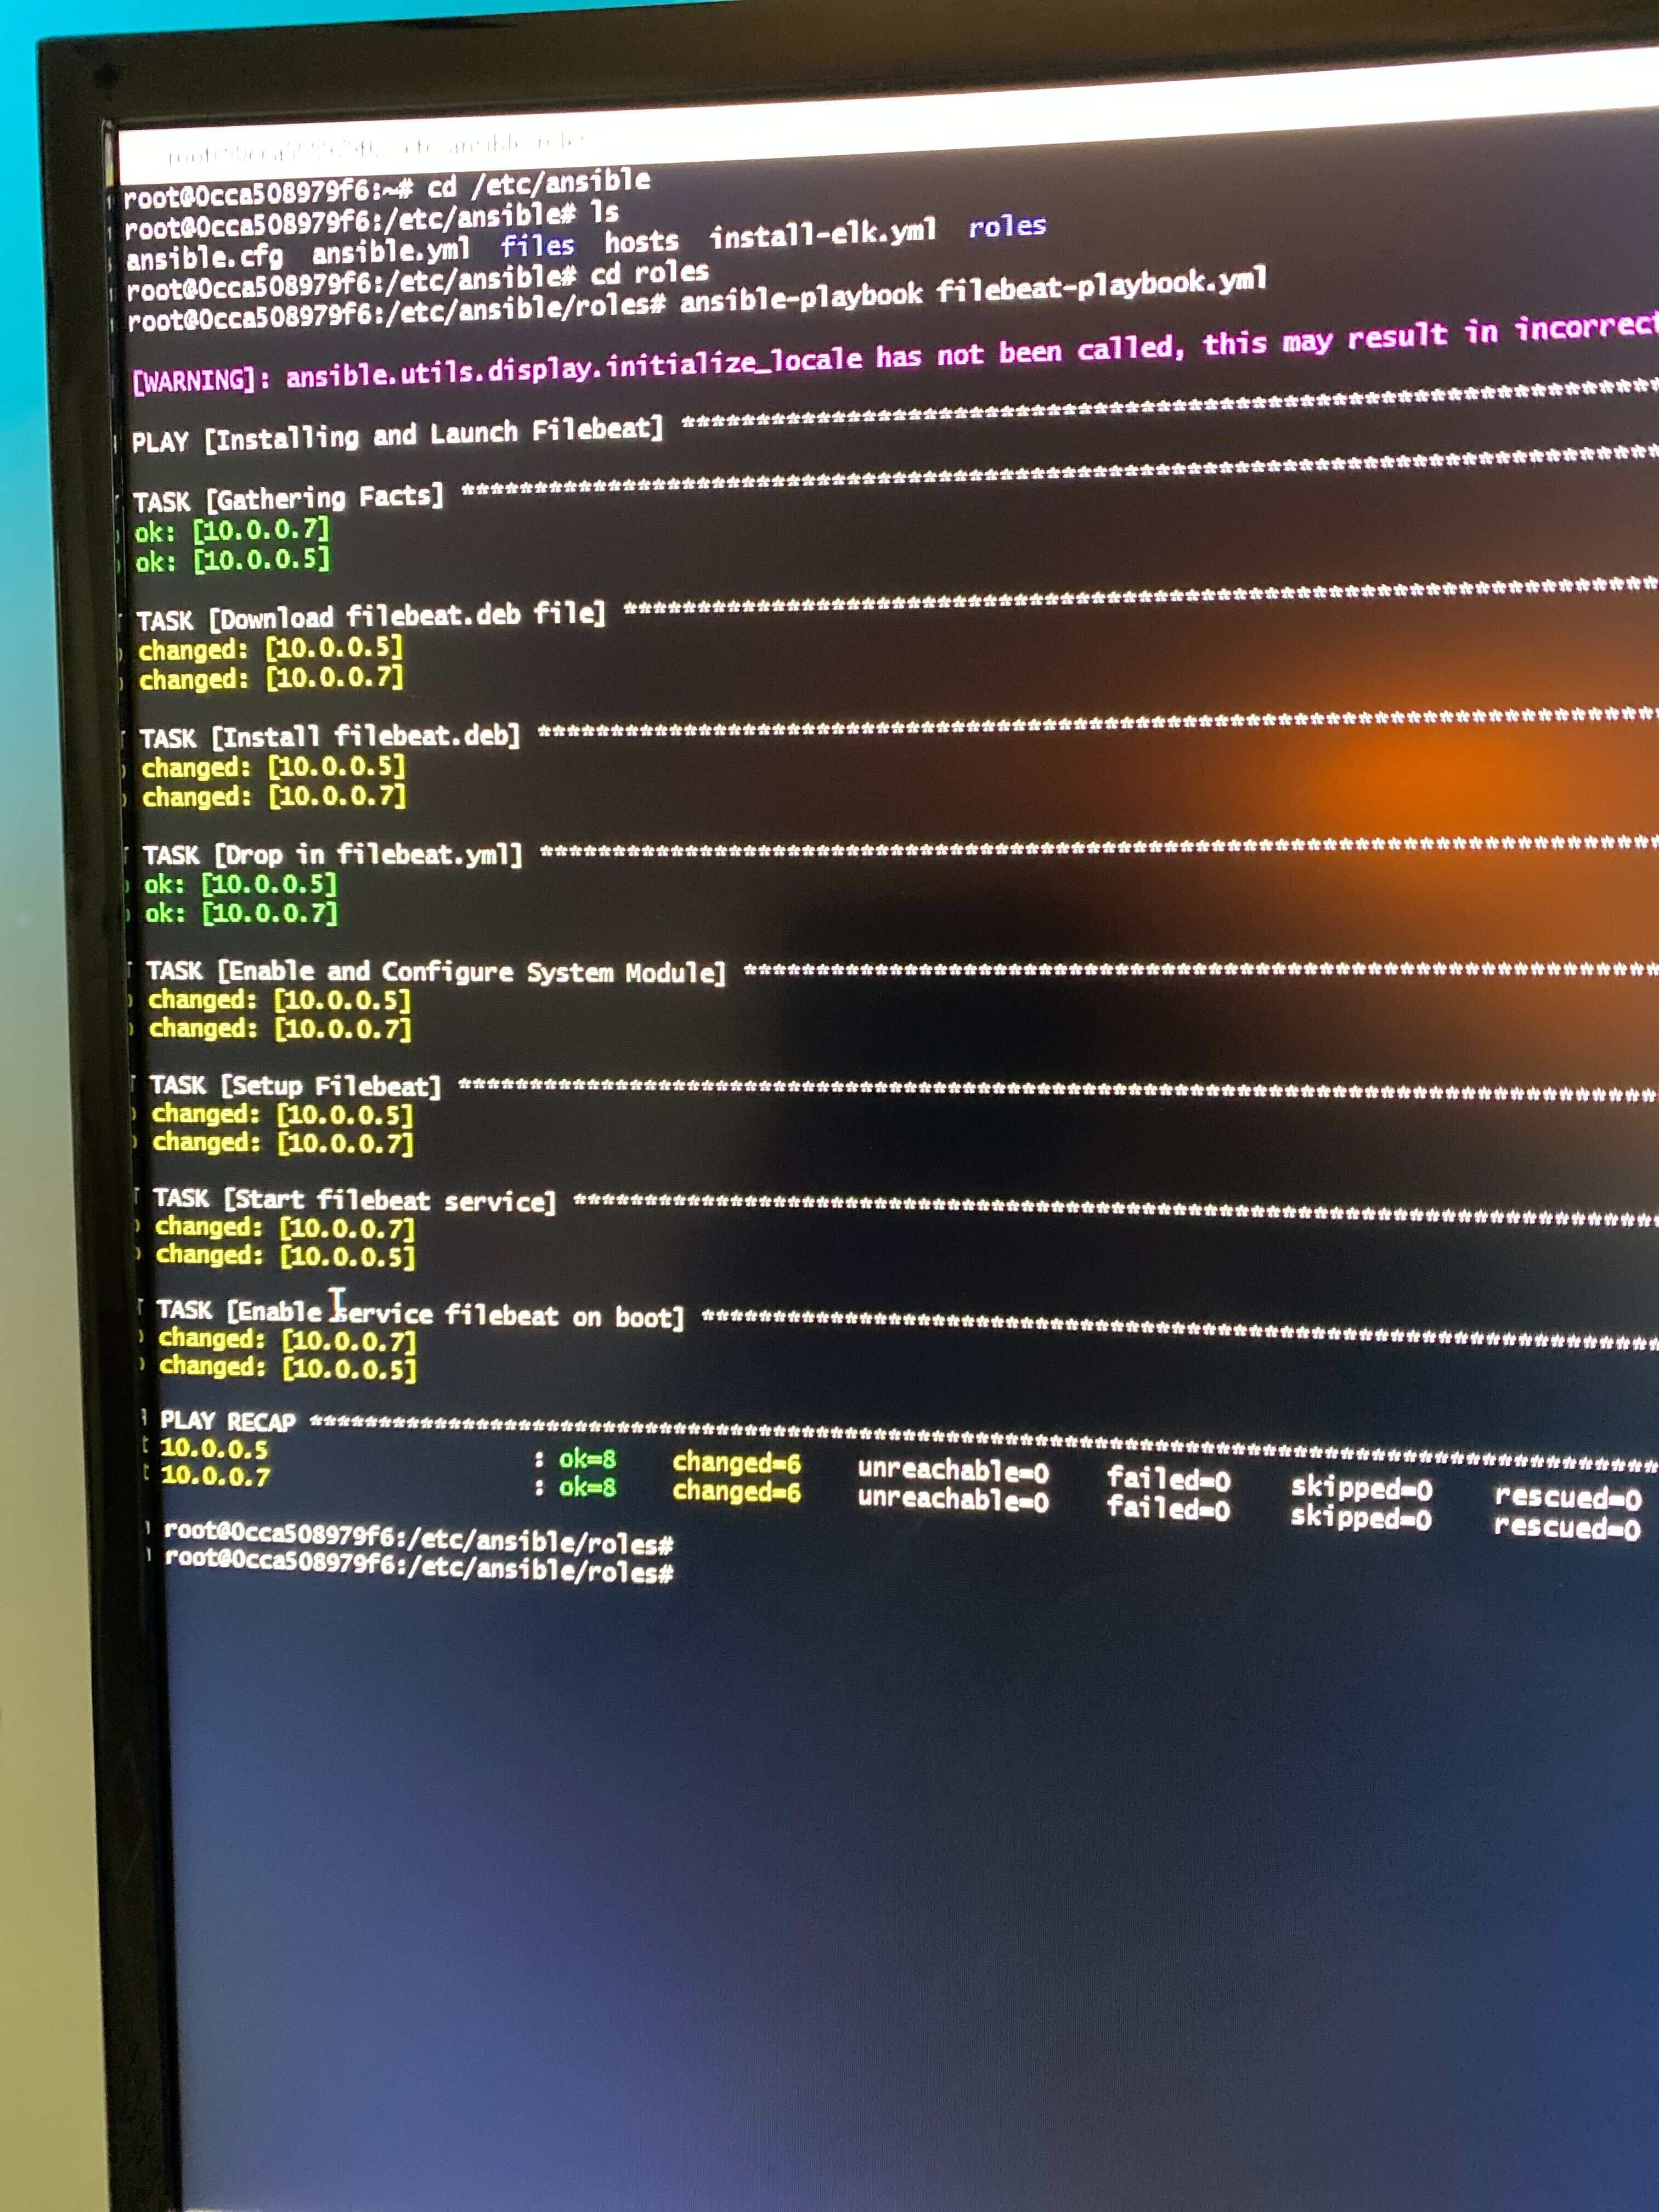 root@0cca508979f6: /etc/ansible/roles
root@0cca508979f6:~# cd /etc/ansible
root@0cca508979f6:/etc/ansible# ls
ansible.cfg  ansible.yml  files  hosts  install-elk.yml  roles
root@0cca508979f6:/etc/ansible# cd roles
root@0cca508979f6:/etc/ansible/roles# ansible-playbook filebeat-playbook.yml
[WARNING]: ansible.utils.display.initialize_locale has not been called, this may result in incorrect
PLAY [Installing and Launch Filebeat] ****************************************************************
TASK [Gathering Facts] ****************************************************************
ok: [10.0.0.7]
ok: [10.0.0.5]
TASK [Download filebeat.deb file] ****************************************************************
changed: [10.0.0.5]
changed: [10.0.0.7]
TASK [Install filebeat.deb] ****************************************************************
changed: [10.0.0.5]
changed: [10.0.0.7]
TASK [Drop in filebeat.yml] ****************************************************************
ok: [10.0.0.5]
ok: [10.0.0.7]
TASK [Enable and Configure System Module] ****************************************************************
changed: [10.0.0.5]
changed: [10.0.0.7]
TASK [Setup Filebeat] ****************************************************************
changed: [10.0.0.5]
changed: [10.0.0.7]
TASK [Start filebeat service] ****************************************************************
changed: [10.0.0.7]
changed: [10.0.0.5]
TASK [Enable service filebeat on boot] ****************************************************************
changed: [10.0.0.7]
changed: [10.0.0.5]
PLAY RECAP ****************************************************************
10.0.0.5 : ok=8 changed=6 unreachable=0 failed=0 skipped=0 rescued=0
10.0.0.7 : ok=8 changed=6 unreachable=0 failed=0 skipped=0 rescued=0
root@0cca508979f6:/etc/ansible/roles#
root@0cca508979f6:/etc/ansible/roles#